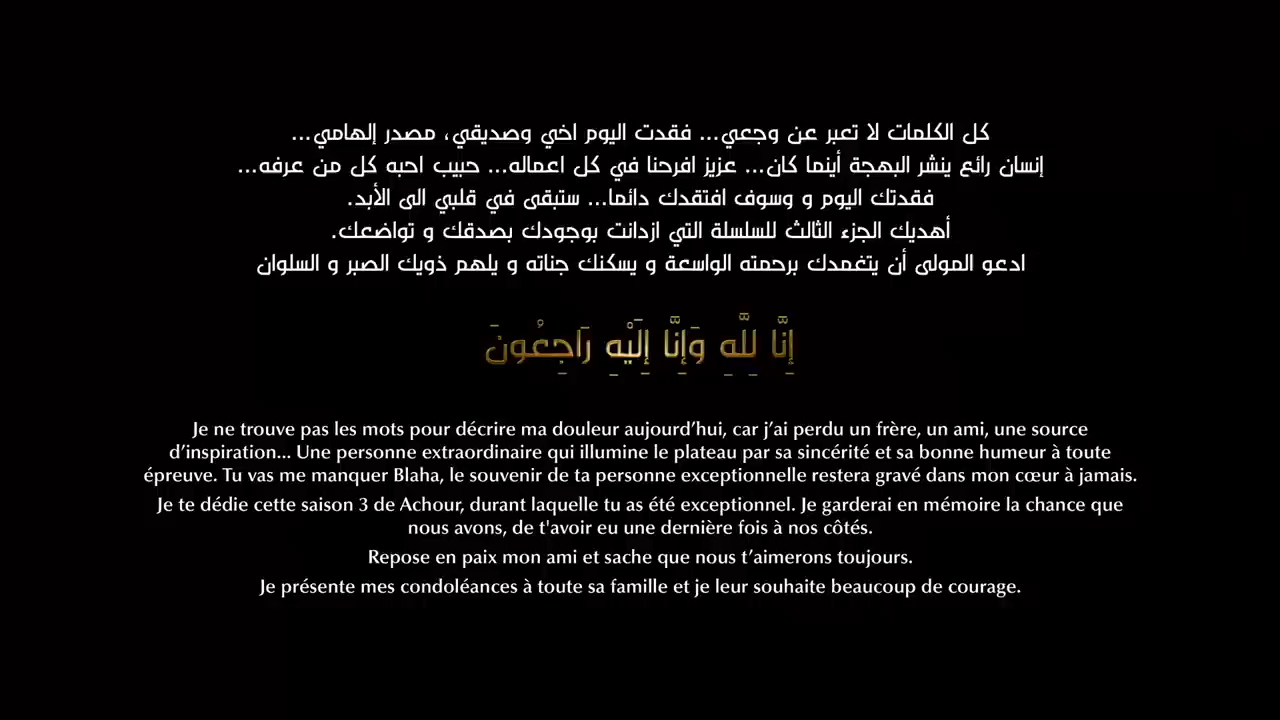 كل الكلمات لا تعبر عن وجعي... فقدت اليوم اخي وصديقي، مصدر إلهامي...
إنسان رائع ينشر البهجة أينما كان... عزيز افرحنا في كل اعماله... حبيب احبه كل من عرفه...
فقدتك اليوم و وسوف افتقدك دائما... ستبقى في قلبي الى الأبد.
أهديك الجزء الثالث للسلسلة التي ازدانت بوجودك بصدقك و تواضعك.
ادعو المولى أن يتغمدك برحمته الواسعة و يسكنك جناته و يلهم ذويك الصبر و السلوان
إِنَّا لِلَّهِ وَإِنَّا إِلَيْهِ رَاجِعُونَ
Je ne trouve pas les mots pour décrire ma douleur aujourd’hui, car j’ai perdu un frère, un ami, une source
d’inspiration... Une personne extraordinaire qui illumine le plateau par sa sincérité et sa bonne humeur à toute
épreuve. Tu vas me manquer Blaha, le souvenir de ta personne exceptionnelle restera gravé dans mon cœur à jamais.
Je te dédie cette saison 3 de Achour, durant laquelle tu as été exceptionnel. Je garderai en mémoire la chance que
nous avons, de t'avoir eu une dernière fois à nos côtés.
Repose en paix mon ami et sache que nous t’aimerons toujours.
Je présente mes condoléances à toute sa famille et je leur souhaite beaucoup de courage.